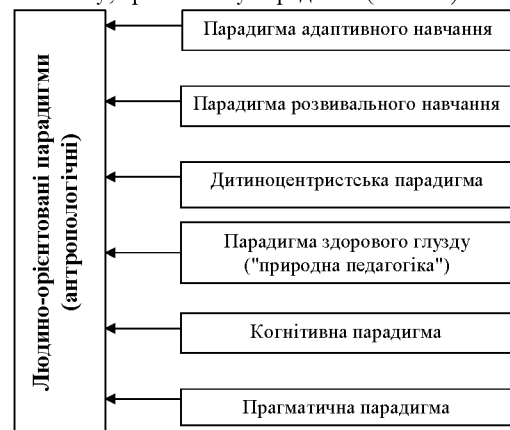 Людино-орієнтовані парадигми
(антропологічні)
Парадигма адаптивного навчання
Парадигма розвивального навчання
Дитиноцентристська парадигма
Парадигма здорового глузду
("природна педагогіка")
Когнітивна парадигма
Прагматична парадигма